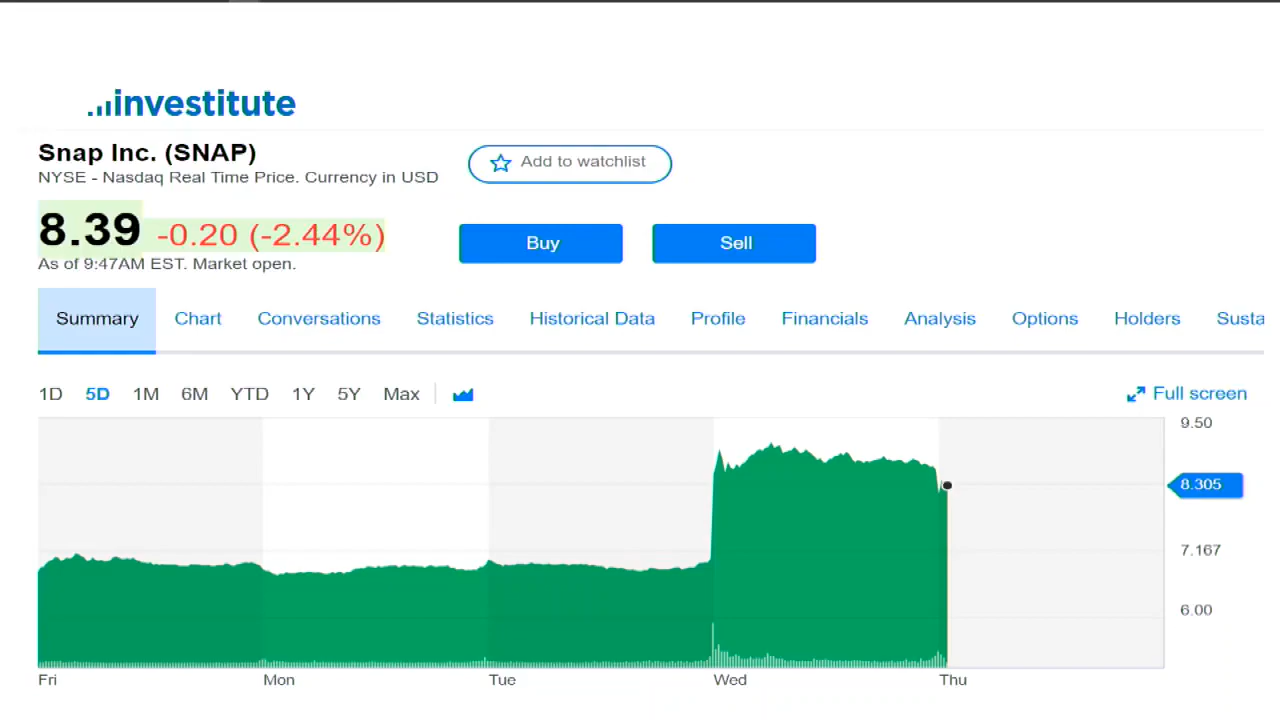 investitute
Snap Inc. (SNAP)
Add to watchlist
NYSE - Nasdaq Real Time Price. Currency in USD
8.39 -0.20 (-2.44%)
Buy Sell
As of 9:47AM EST. Market open.
Summary Chart Conversations Statistics Historical Data Profile Financials Analysis Options Holders Susta
1D 5D 1M 6M YTD 1Y 5Y Max Full screen
9.50
8.305
7.167
6.00
Fri Mon Tue Wed Thu